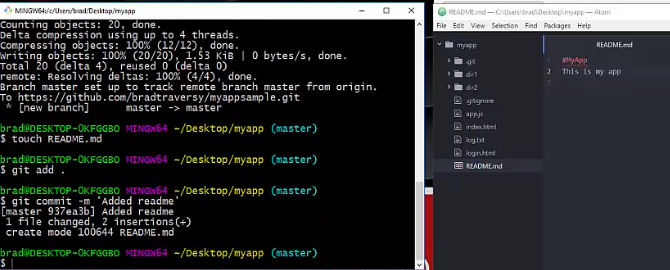 MINGW64:/c/Users/brad/Desktop/myapp
Counting objects: 20, done.
Delta compression using up to 4 threads.
Compressing objects: 100% (12/12), done.
Writing objects: 100% (20/20), 1.53 KiB | 0 bytes/s, done.
Total 20 (delta 4), reused 0 (delta 0)
remote: Resolving deltas: 100% (4/4), done.
Branch master set up to track remote branch master from origin.
To https://github.com/bradtraversy/myappsample.git
* [new branch] master -> master
brad@DESKTOP-0KFGGBO MINGW64 ~/Desktop/myapp (master)
$ touch README.md
brad@DESKTOP-0KFGGBO MINGW64 ~/Desktop/myapp (master)
$ git add .
brad@DESKTOP-0KFGGBO MINGW64 ~/Desktop/myapp (master)
$ git commit -m 'Added readme'
[master 937ea3b] Added readme
1 file changed, 2 insertions(+)
create mode 100644 README.md
brad@DESKTOP-0KFGGBO MINGW64 ~/Desktop/myapp (master)
$
README.md — C:\Users\brad\Desktop\myapp — Atom
File Edit View Selection Find Packages Help
myapp
.git
dir1
dir2
.gitignore
app.js
index.html
log.txt
login.html
README.md
README.md
1 #MyApp
2 This is my app